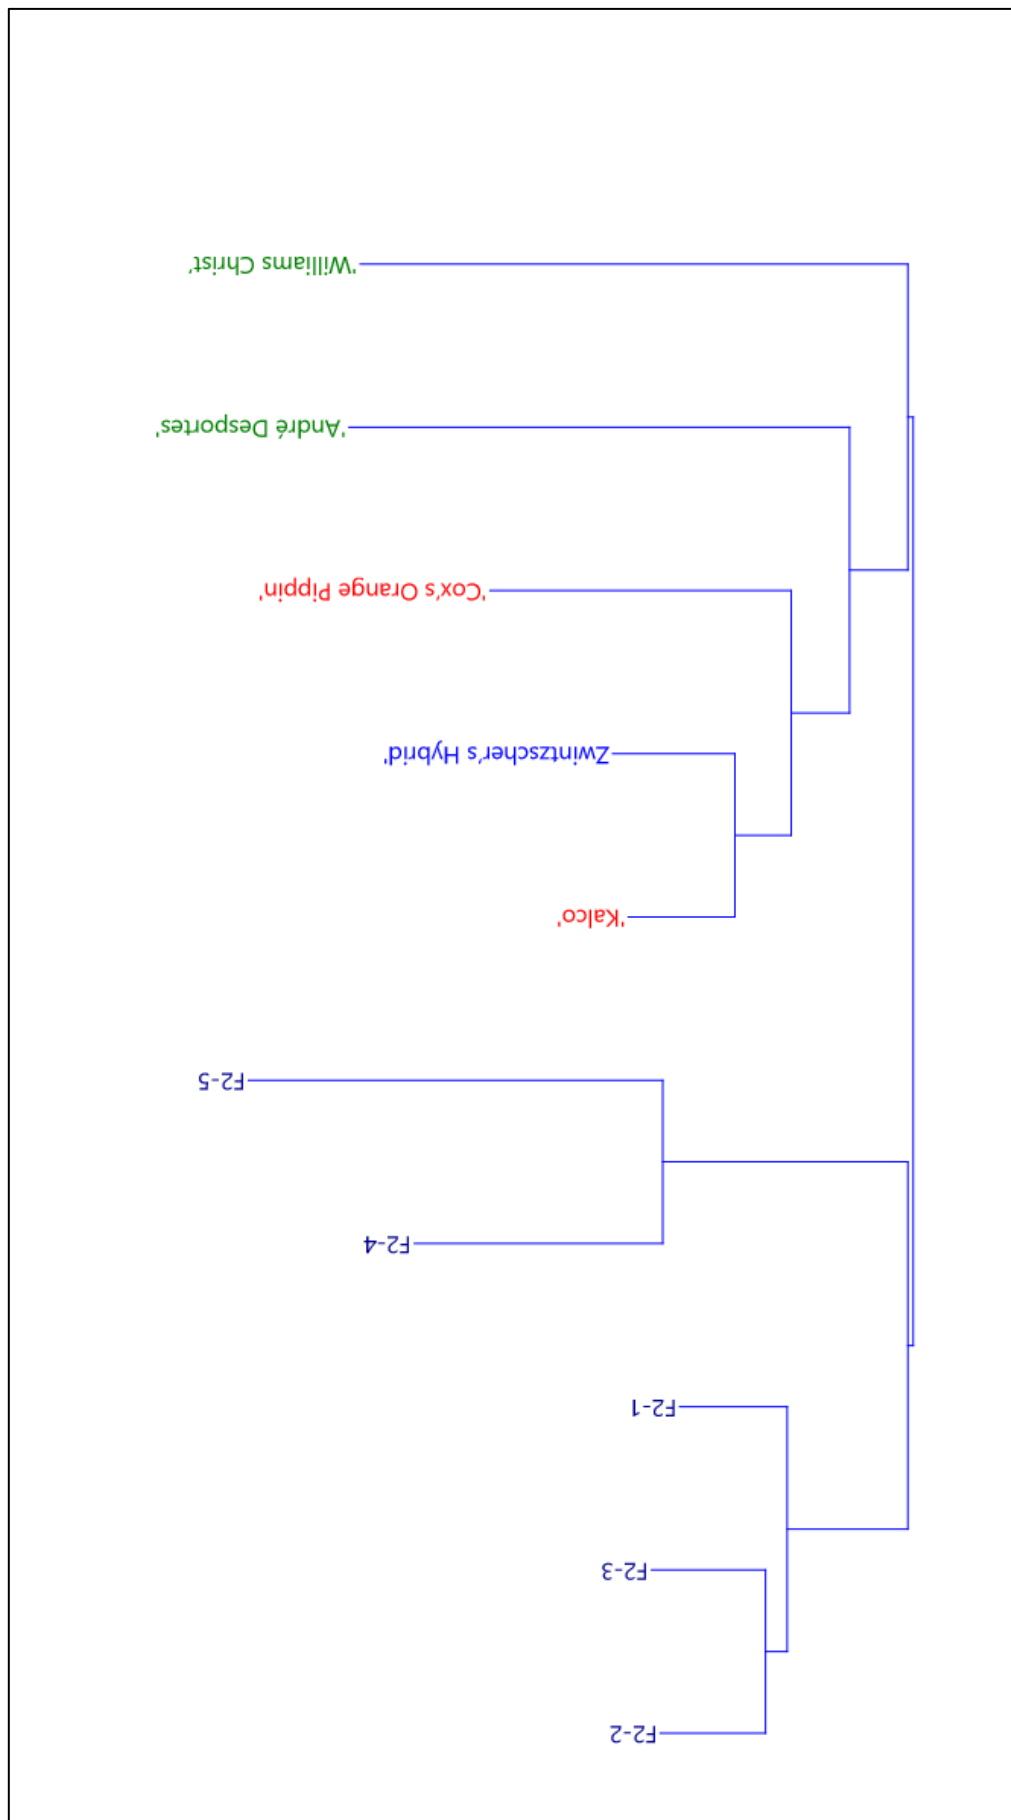 F2-2
F2-3
F2-1
F2-4
F2-5
'Kalco'
Zwintzscher's Hybrid'
'Cox's Orange Pippin'
'André Desportes'
'Williams Christ'